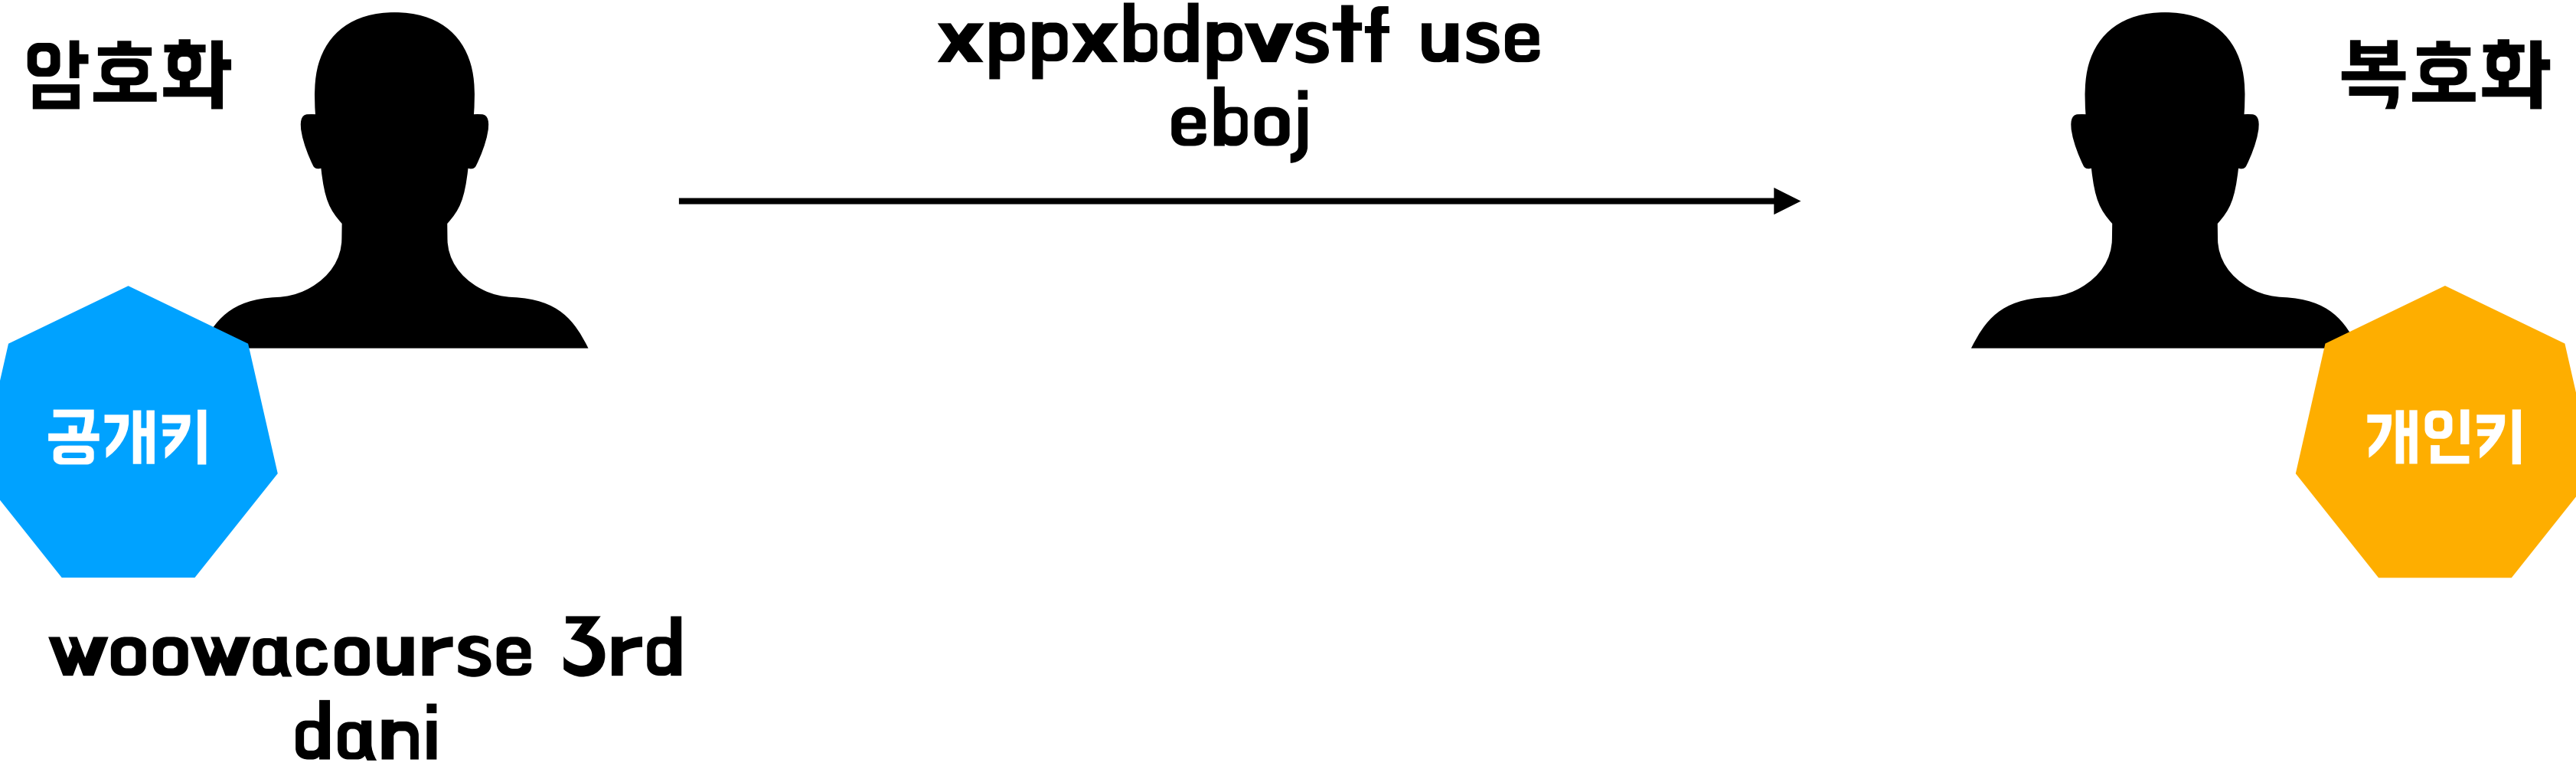 암호화
xppxbdpvstf use
eboj
복호화
공개키
개인키
woowacourse 3rd
dani